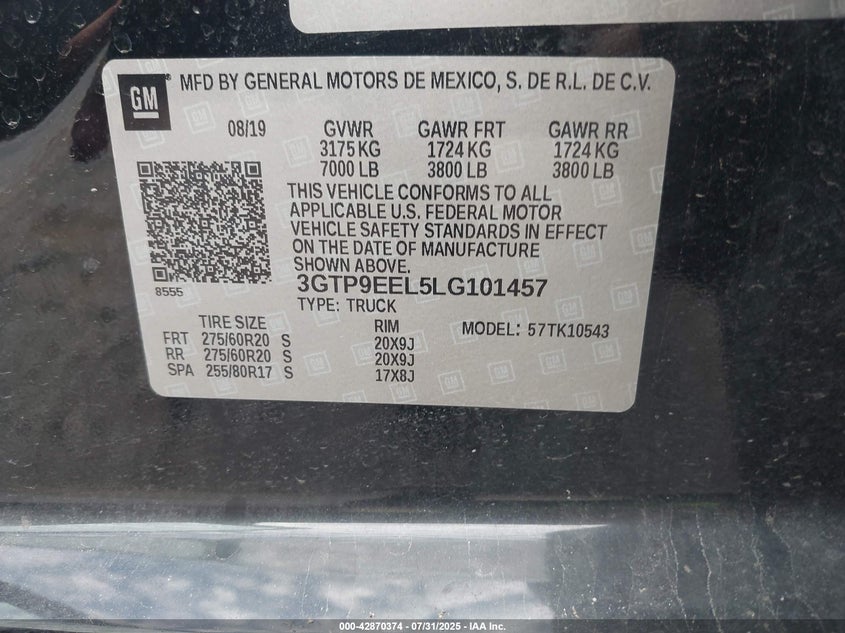 GM
MFD BY GENERAL MOTORS DE MEXICO, S. DE R.L. DE C.V.
08/19 GVWR GAWR FRT GAWR RR
3175 KG 1724 KG 1724 KG
7000 LB 3800 LB 3800 LB
THIS VEHICLE CONFORMS TO ALL
APPLICABLE U.S. FEDERAL MOTOR
VEHICLE SAFETY STANDARDS IN EFFECT
ON THE DATE OF MANUFACTURE
SHOWN ABOVE.
8555
3GTP9EEL5LG101457
TYPE: TRUCK
TIRE SIZE RIM MODEL: 57TK10543
FRT 275/60R20 S 20X9J
RR 275/60R20 S 20X9J
SPA 255/80R17 S 17X8J
000-42870374 - 07/31/2025 - IAA Inc.